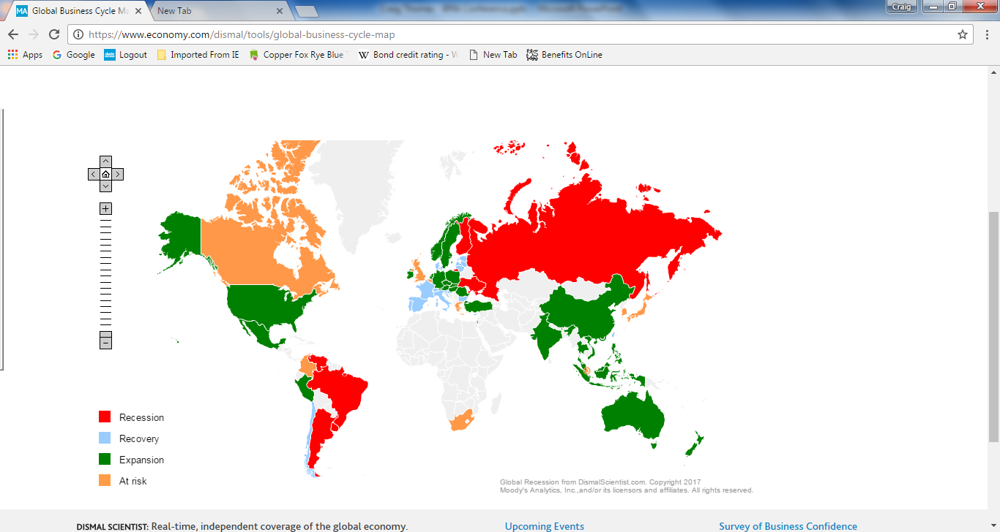 Global Business Cycle Ma
New Tab
Craig
https://www.economy.com/dismal/tools/global-business-cycle-map
Apps Google Logout Imported From IE Copper Fox Rye Blue Bond credit rating - W New Tab Benefits OnLine
Recession
Recovery
Expansion
At risk
Global Recession from DismalScientist.com. Copyright 2017
Moody's Analytics, Inc.,and/or its licensors and affiliates. All rights reserved.
DISMAL SCIENTIST: Real-time, independent coverage of the global economy. Upcoming Events Survey of Business Confidence